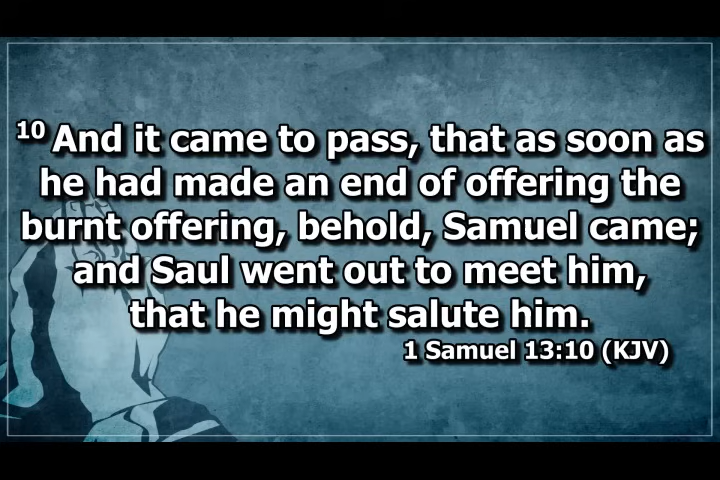 10 And it came to pass, that as soon as
he had made an end of offering the
burnt offering, behold, Samuel came;
and Saul went out to meet him,
that he might salute him.
1 Samuel 13:10 (KJV)